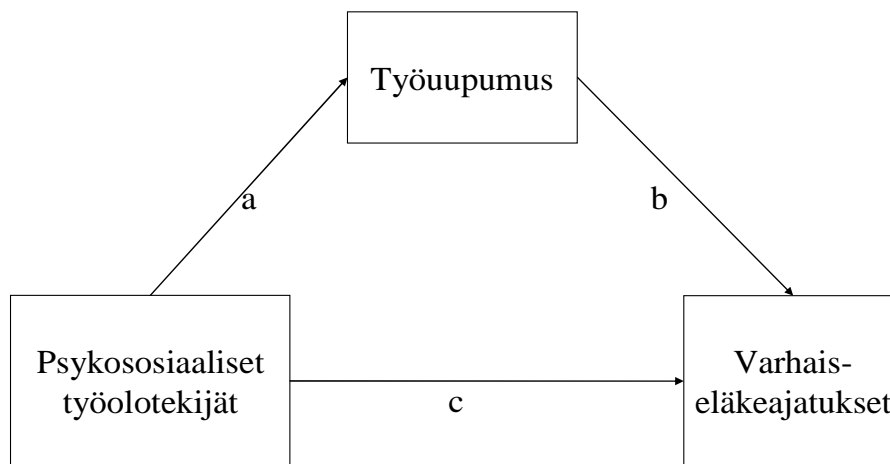 Työuupumus
a
b
Psykososiaaliset
työolotekijät
c
Varhais-
eläkeajatukset